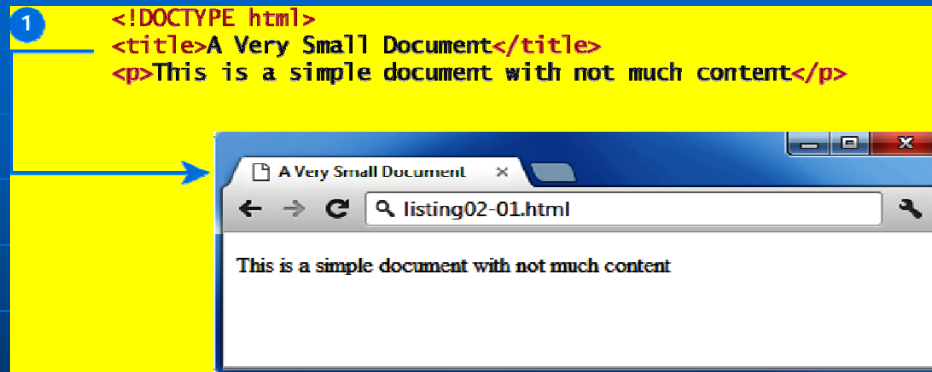 1
<!DOCTYPE html>
<title>A Very Small Document</title>
<p>This is a simple document with not much content</p>
A Very Small Document
listing02-01.html
This is a simple document with not much content